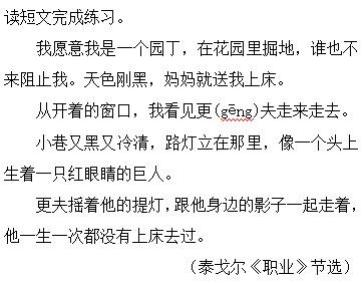 读短文完成练习。
我愿意我是一个园丁，在花园里掘地，谁也不
来阻止我。天色刚黑，妈妈就送我上床。
从开着的窗口，我看见更(gēng)夫走来走去。
小巷又黑又冷清，路灯立在那里，像一个头上
生着一只红眼睛的巨人。
更夫摇着他的提灯，跟他身边的影子一起走着，
他一生一次都没有上床去过。
（泰戈尔《职业》节选）